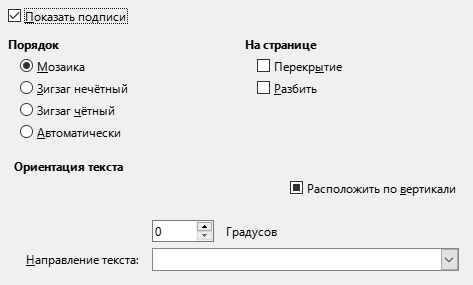 Показать подписи
Порядок
На странице
Мозаика
Перекрытие
Зигзаг нечётный
Разбить
Зигзаг чётный
Автоматически
Ориентация текста
Расположить по вертикали
0 Градусов
Направление текста: